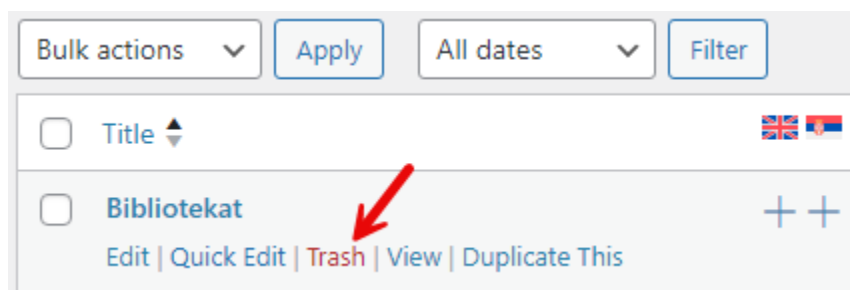 Bulk actions Apply All dates Filter
Title
Bibliotekat
Edit | Quick Edit | Trash | View | Duplicate This